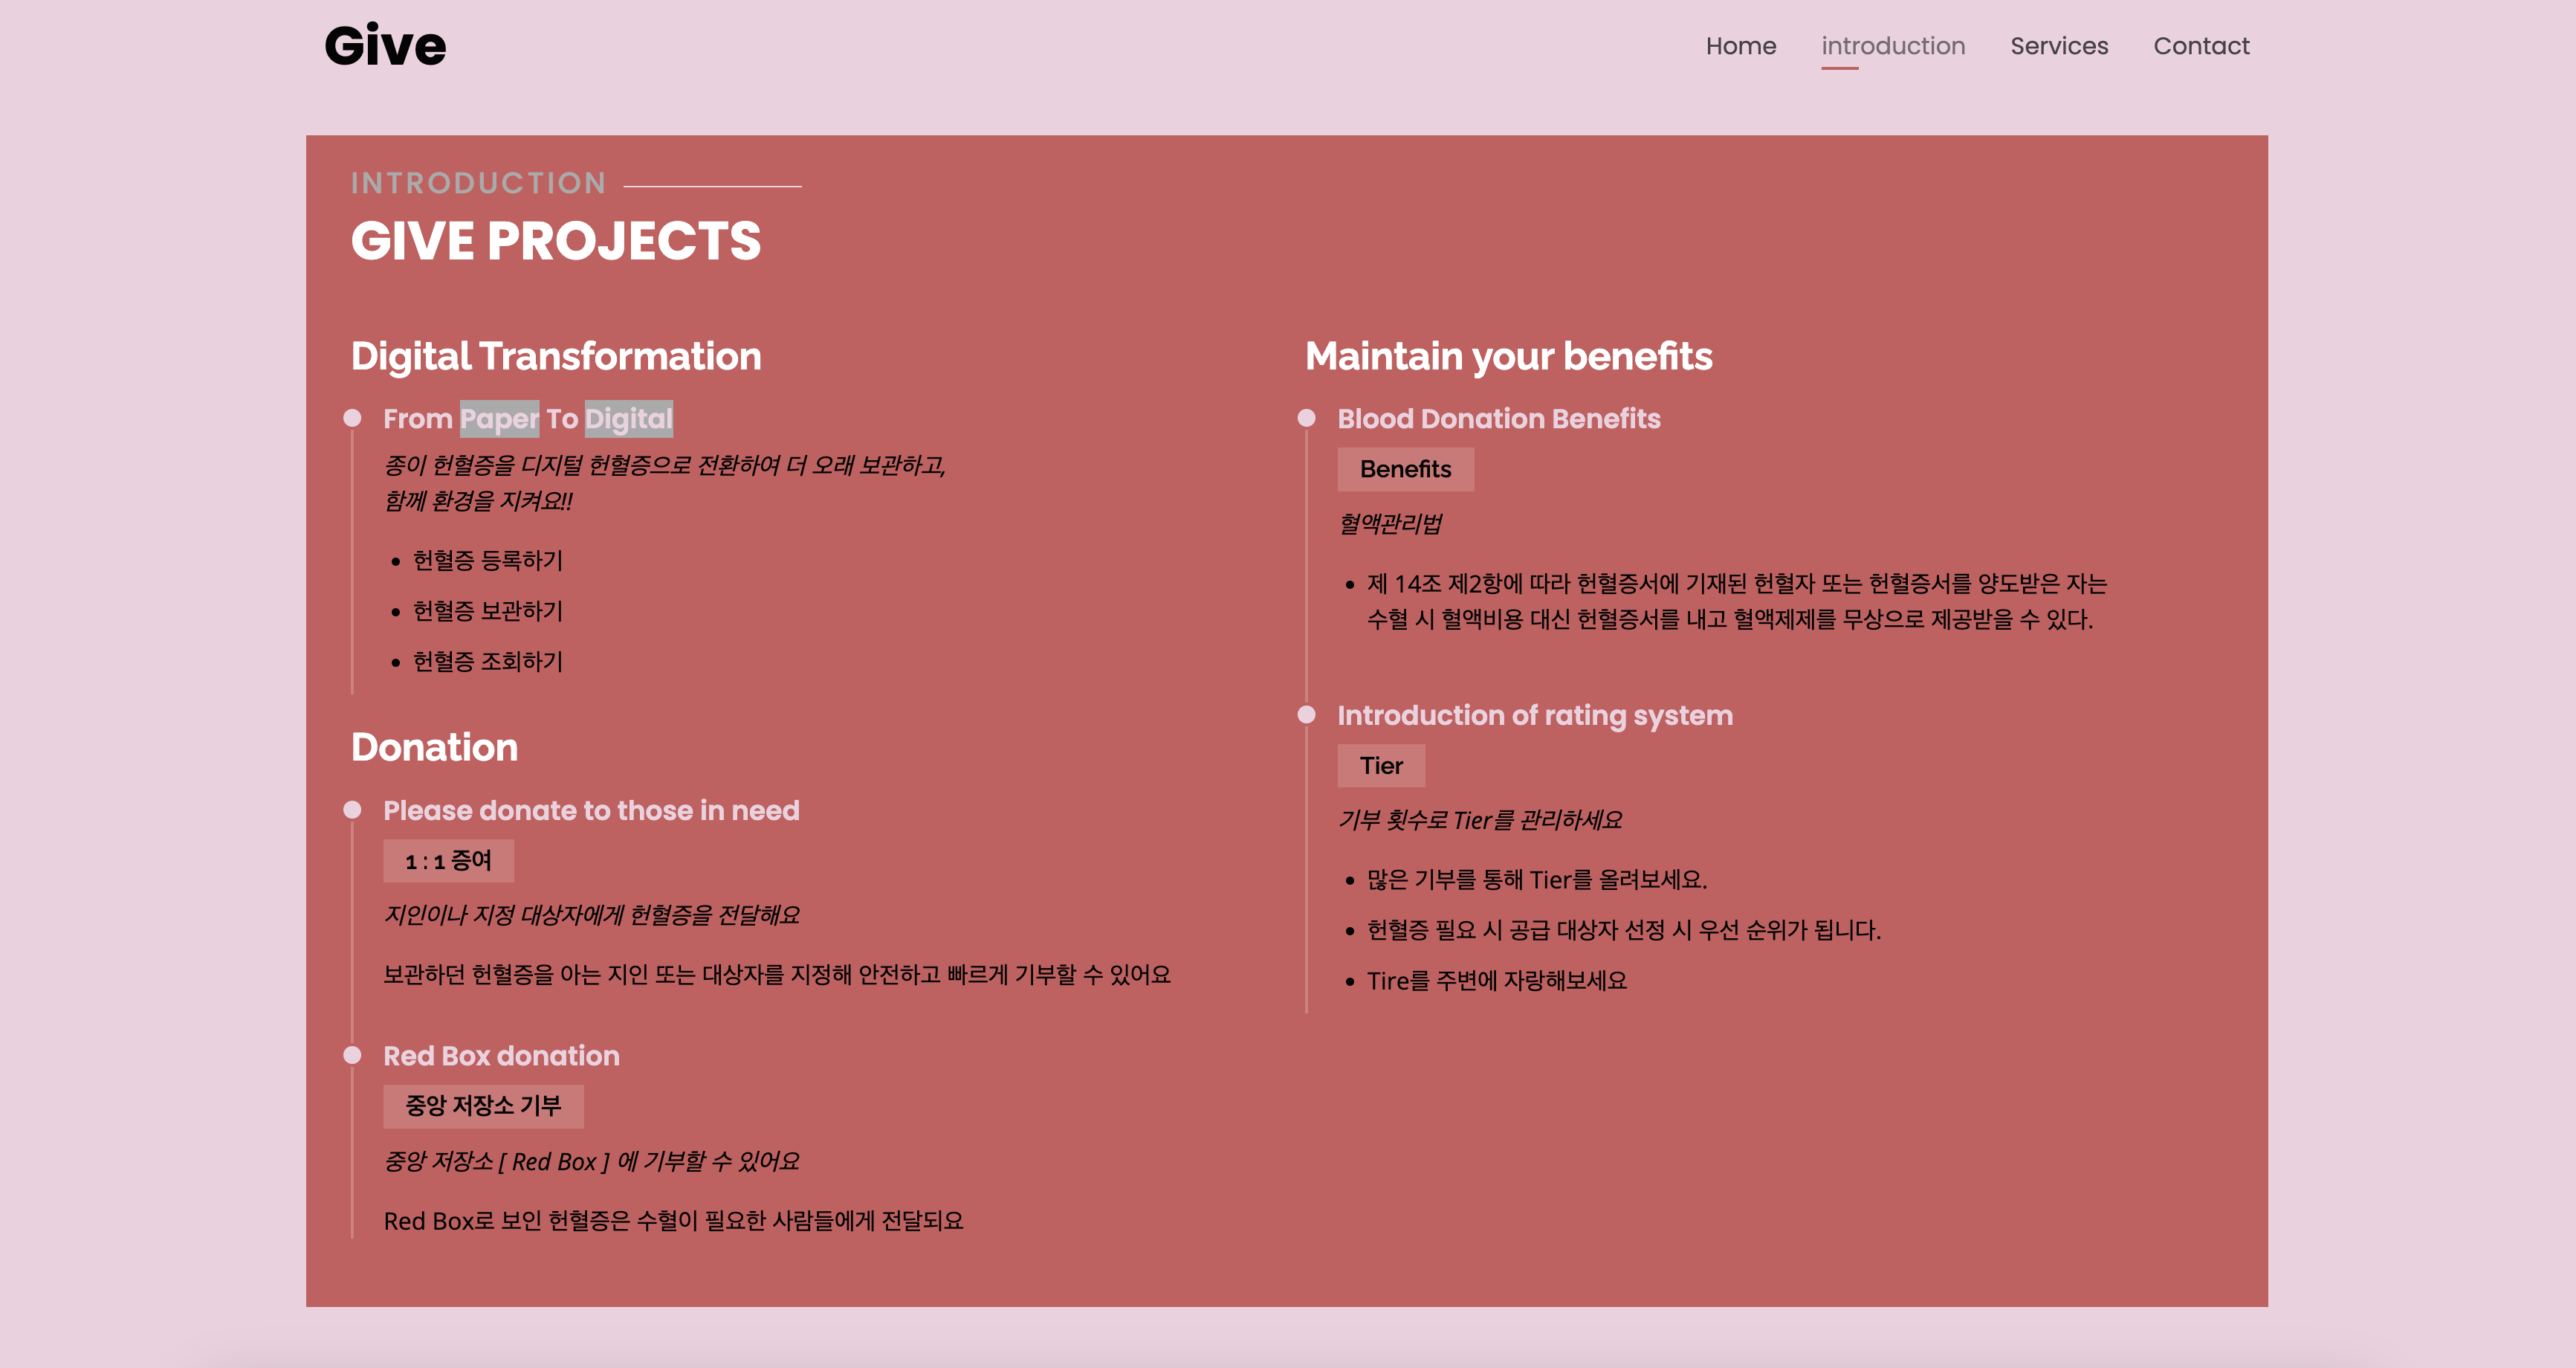 Give
Home introduction Services Contact
INTRODUCTION
GIVE PROJECTS
Digital Transformation
From Paper To Digital
종이 헌혈증을 디지털 헌혈증으로 전환하여 더 오래 보관하고,
함께 환경을 지켜요!!
헌혈증 등록하기
헌혈증 보관하기
헌혈증 조회하기
Donation
Please donate to those in need
1 : 1 증여
지인이나 지정 대상자에게 헌혈증을 전달해요
보관하던 헌혈증을 아는 지인 또는 대상자를 지정해 안전하고 빠르게 기부할 수 있어요
Red Box donation
중앙 저장소 기부
중앙 저장소 [ Red Box ] 에 기부할 수 있어요
Red Box로 보인 헌혈증은 수혈이 필요한 사람들에게 전달되요
Maintain your benefits
Blood Donation Benefits
Benefits
혈액관리법
제 14조 제2항에 따라 헌혈증서에 기재된 헌혈자 또는 헌혈증서를 양도받은 자는
수혈 시 혈액비용 대신 헌혈증서를 내고 혈액제제를 무상으로 제공받을 수 있다.
Introduction of rating system
Tier
기부 횟수로 Tier를 관리하세요
많은 기부를 통해 Tier를 올려보세요.
헌혈증 필요 시 공급 대상자 선정 시 우선 순위가 됩니다.
Tire를 주변에 자랑해보세요